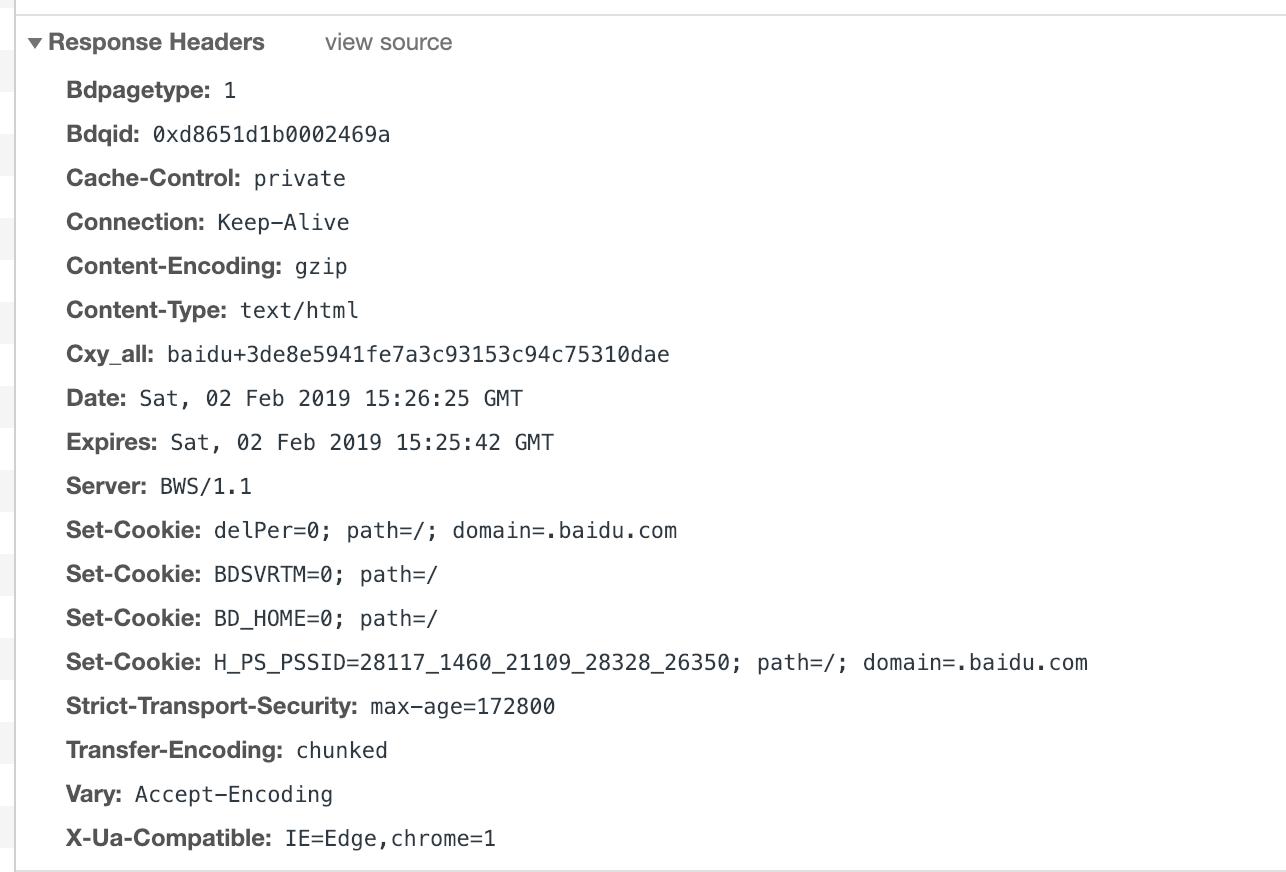 ▼ Response Headers view source
Bdpagetype: 1
Bdqid: 0xd8651d1b0002469a
Cache-Control: private
Connection: Keep-Alive
Content-Encoding: gzip
Content-Type: text/html
Cxy_all: baidu+3de8e5941fe7a3c93153c94c75310dae
Date: Sat, 02 Feb 2019 15:26:25 GMT
Expires: Sat, 02 Feb 2019 15:25:42 GMT
Server: BWS/1.1
Set-Cookie: delPer=0; path=/; domain=.baidu.com
Set-Cookie: BDSVRTM=0; path=/
Set-Cookie: BD_HOME=0; path=/
Set-Cookie: H_PS_PSSID=28117_1460_21109_28328_26350; path=/; domain=.baidu.com
Strict-Transport-Security: max-age=172800
Transfer-Encoding: chunked
Vary: Accept-Encoding
X-Ua-Compatible: IE=Edge,chrome=1